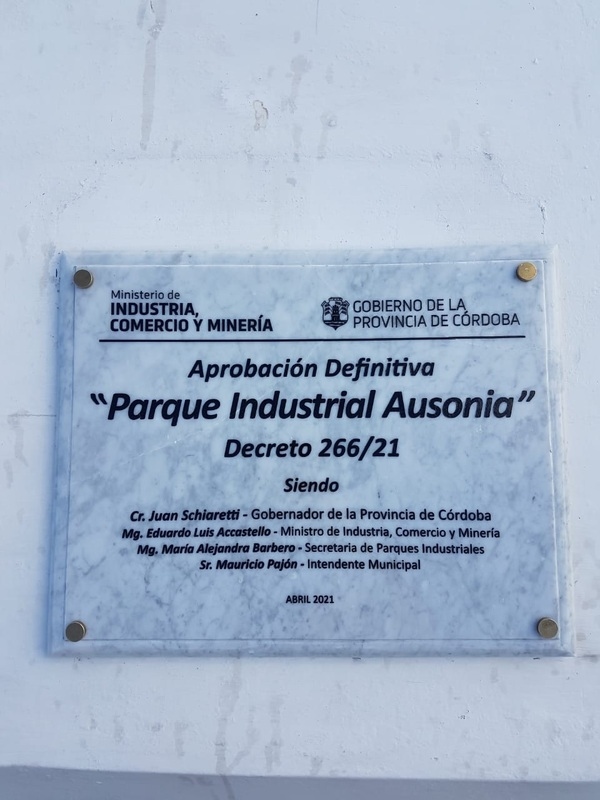 Ministerio de
INDUSTRIA,
COMERCIO Y MINERÍA
GOBIERNO DE LA
PROVINCIA DE CÓRDOBA
Aprobación Definitiva
“Parque Industrial Ausonia”
Decreto 266/21
Siendo
Cr. Juan Schiaretti - Gobernador de la Provincia de Córdoba
Mg. Eduardo Luis Accastello - Ministro de Industria, Comercio y Minería
Mg. María Alejandra Barbero - Secretaria de Parques Industriales
Sr. Mauricio Pajón - Intendente Municipal
ABRIL 2021